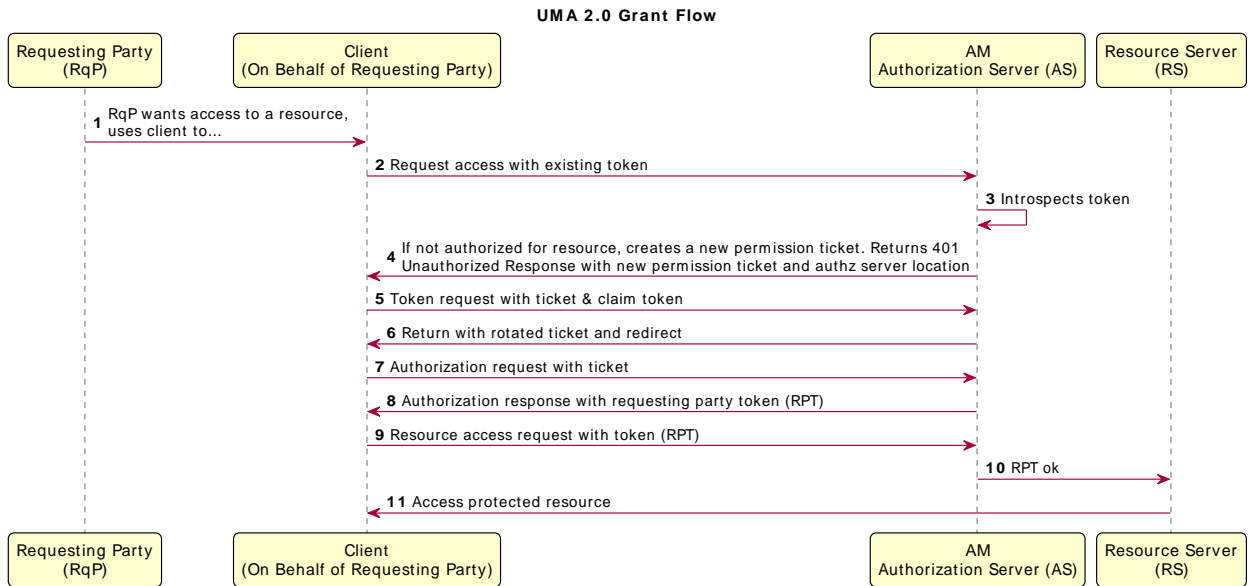 UMA 2.0 Grant Flow
Requesting Party
(RqP)
Client
(On Behalf of Requesting Party)
AM
Authorization Server (AS)
Resource Server
(RS)
1 RqP wants access to a resource,
uses client to...
2 Request access with existing token
3 Introspects token
4 If not authorized for resource, creates a new permission ticket. Returns 401
Unauthorized Response with new permission ticket and authz server location
5 Token request with ticket & claim token
6 Return with rotated ticket and redirect
7 Authorization request with ticket
8 Authorization response with requesting party token (RPT)
9 Resource access request with token (RPT)
10 RPT ok
11 Access protected resource
Requesting Party
(RqP)
Client
(On Behalf of Requesting Party)
AM
Authorization Server (AS)
Resource Server
(RS)